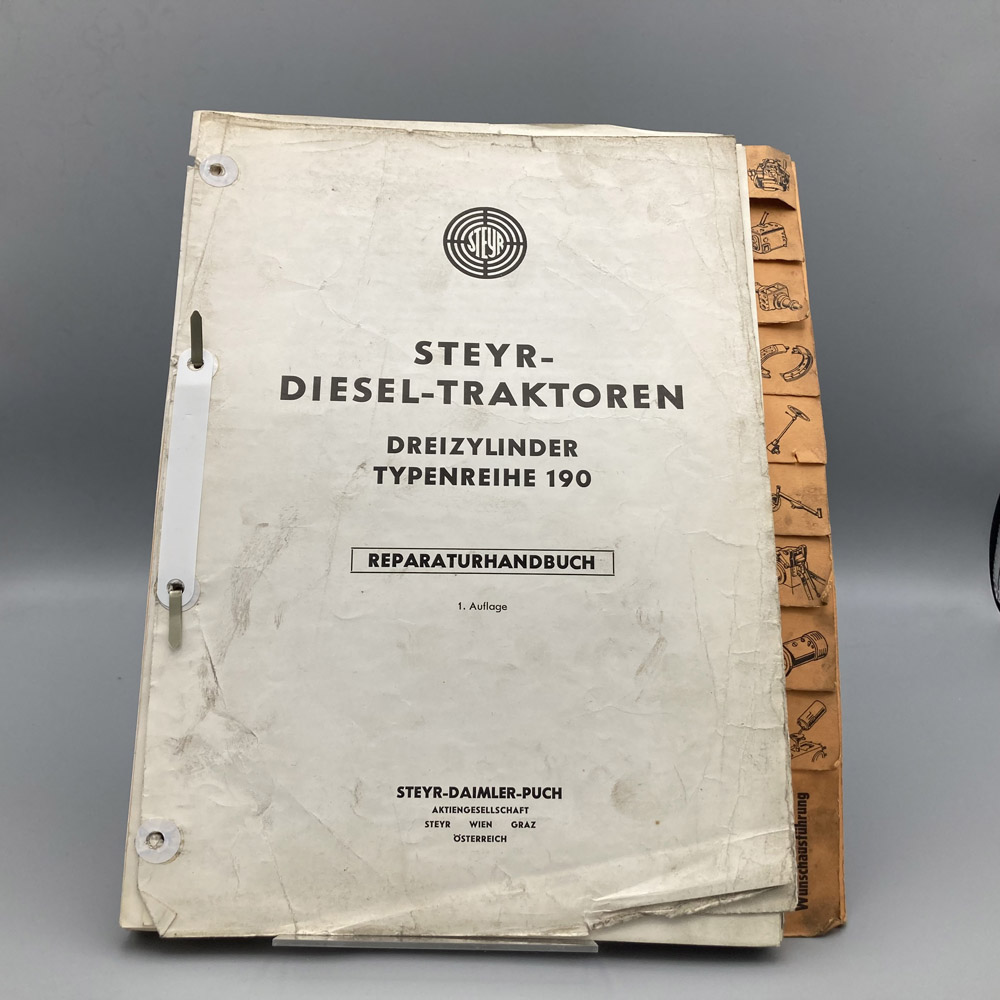 STEYR
STEYR-
DIESEL-TRAKTOREN
DREIZYLINDER
TYPENREIHE 190
REPARATURHANDBUCH
1. Auflage
STEYR-DAIMLER-PUCH
AKTIENGESELLSCHAFT
STEYR WIEN GRAZ
ÖSTERREICH
Wunschausführung